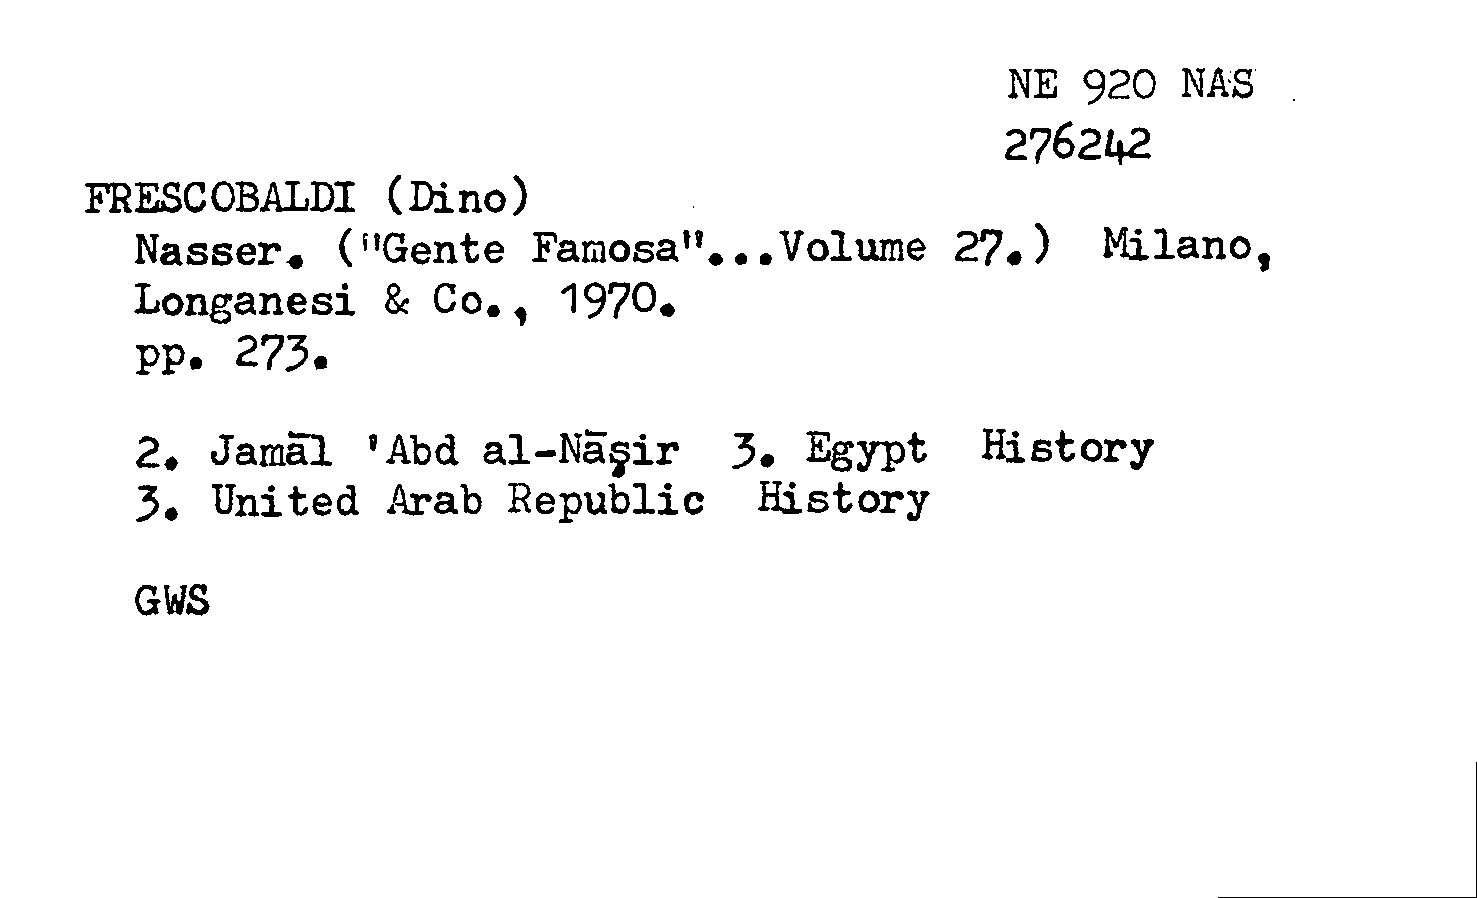 NE 920 NAS
276242
FRESCOBALDI (Dino)
Nasser. ("Gente Famosa"...Volume 27.) Milano,
Longanesi & Co., 1970.
pp. 273.
2. Jamāl 'Abd al-Nāṣir 3. Egypt History
3. United Arab Republic History
GWS